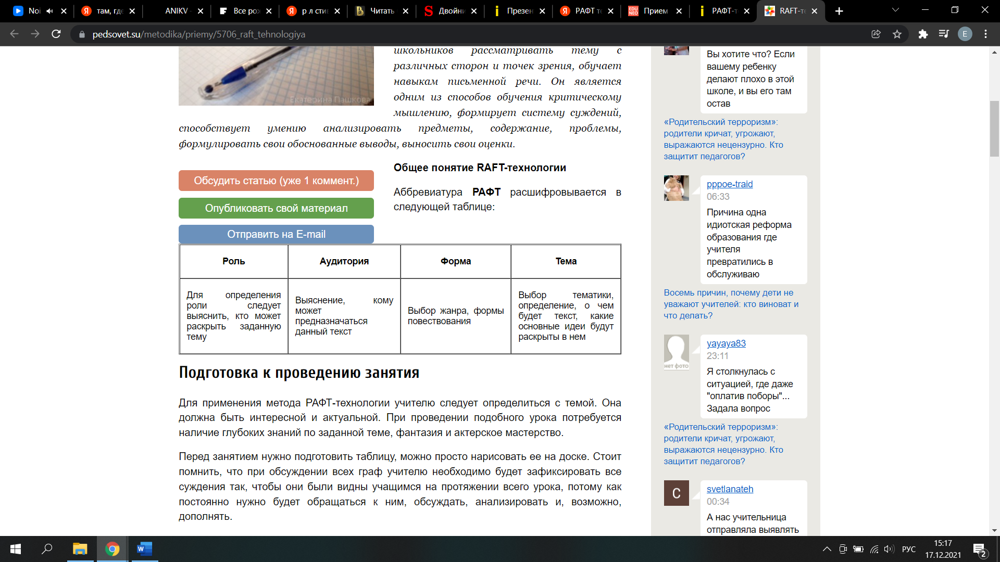 Noi
там, где
ANIKV -
Все рож
р л стив
Читать
Двойни
Презен
РАФТ те
EDU NEO
Прием
РАФТ-т
RAFT-те
pedsovet.su/metodika/priemy/5706_raft_tehnologiya
E
Екатерина Пашкова
школьников рассматривать тему с
различных сторон и точек зрения, обучает
навыкам письменной речи. Он является
одним из способов обучения критическому
мышлению, формирует систему суждений,
способствует умению анализировать предметы, содержание, проблемы,
формулировать свои обоснованные выводы, выносить свои оценки.
Обсудить статью (уже 1 коммент.)
Опубликовать свой материал
Отправить на E-mail
Общее понятие RAFT-технологии
Аббревиатура РАФТ расшифровывается в
следующей таблице:
Роль
Аудитория
Форма
Тема
Для определения
роли следует
выяснить, кто может
раскрыть заданную
тему
Выяснение, кому
может
предназначаться
данный текст
Выбор жанра, формы
повествования
Выбор тематики,
определение, о чем
будет текст, какие
основные идеи будут
раскрыты в нем
Подготовка к проведению занятия
Для применения метода РАФТ-технологии учителю следует определиться с темой. Она
должна быть интересной и актуальной. При проведении подобного урока потребуется
наличие глубоких знаний по заданной теме, фантазия и актерское мастерство.
Перед занятием нужно подготовить таблицу, можно просто нарисовать ее на доске. Стоит
помнить, что при обсуждении всех граф учителю необходимо будет зафиксировать все
суждения так, чтобы они были видны учащимся на протяжении всего урока, потому как
постоянно нужно будет обращаться к ним, обсуждать, анализировать и, возможно,
дополнять.
Вы хотите что? Если
вашему ребенку
делают плохо в этой
школе, и вы его там
остав
«Родительский терроризм»:
родители кричат, угрожают,
выражаются нецензурно. Кто
защитит педагогов?
pppoe-traid
06:33
Причина одна
идиотская реформа
образования где
учителя
превратились в
обслуживаю
Восемь причин, почему дети не
уважают учителей: кто виноват и
что делать?
нет фото
yayaya83
23:11
Я столкнулась с
ситуацией, где даже
"оплатив поборы"...
Задала вопрос
«Родительский терроризм»:
родители кричат, угрожают,
выражаются нецензурно. Кто
защитит педагогов?
C
svetlanateh
00:34
А нас учительница
отправляла выявлять
РУС
15:17
17.12.2021
2